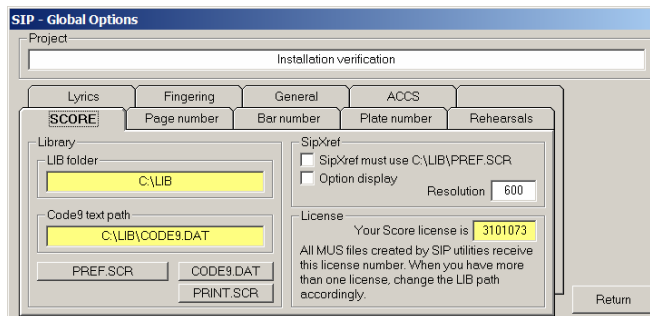 SIP - Global Options
Project
Installation verification
Lyrics
Fingering
General
ACCS
SCORE
Page number
Bar number
Plate number
Rehearsals
Library
LIB folder
C:\LIB
Code9 text path
C:\LIB\CODE9.DAT
PREF.SCR
CODE9.DAT
PRINT.SCR
SipXref
SipXref must use C:\LIB\PREF.SCR
Option display
Resolution 600
License
Your Score license is 3101073
All MUS files created by SIP utilities receive
this license number. When you have more
than one license, change the LIB path
accordingly.
Return